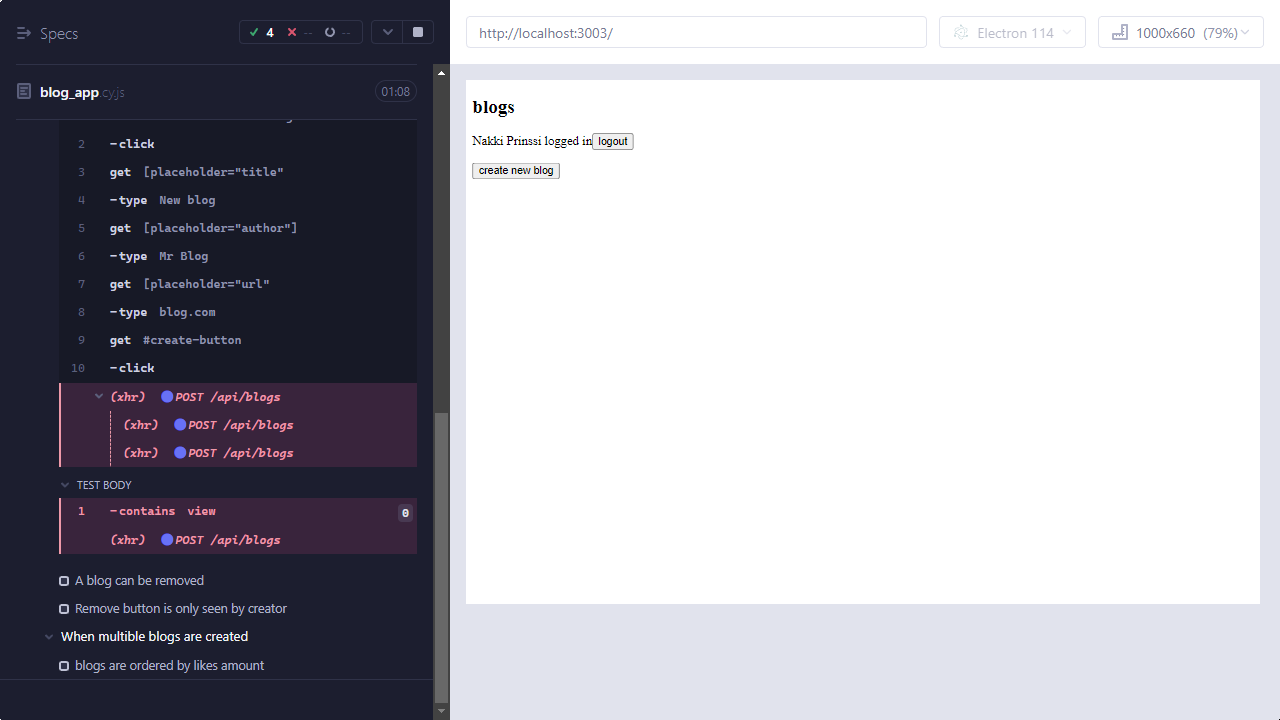 Specs
4 -- --
blog_app.cy.js 01:08
2 -click
3 get [placeholder="title"
4 -type New blog
5 get [placeholder="author"]
6 -type Mr Blog
7 get [placeholder="url"
8 -type blog.com
9 get #create-button
10 -click
(xhr) POST /api/blogs
(xhr) POST /api/blogs
(xhr) POST /api/blogs
TEST BODY
1 -contains view 0
(xhr) POST /api/blogs
A blog can be removed
Remove button is only seen by creator
When multiple blogs are created
blogs are ordered by likes amount
http://localhost:3003/
Electron 114
1000x660 (79%)
blogs
Nakki Prinssi logged in logout
create new blog